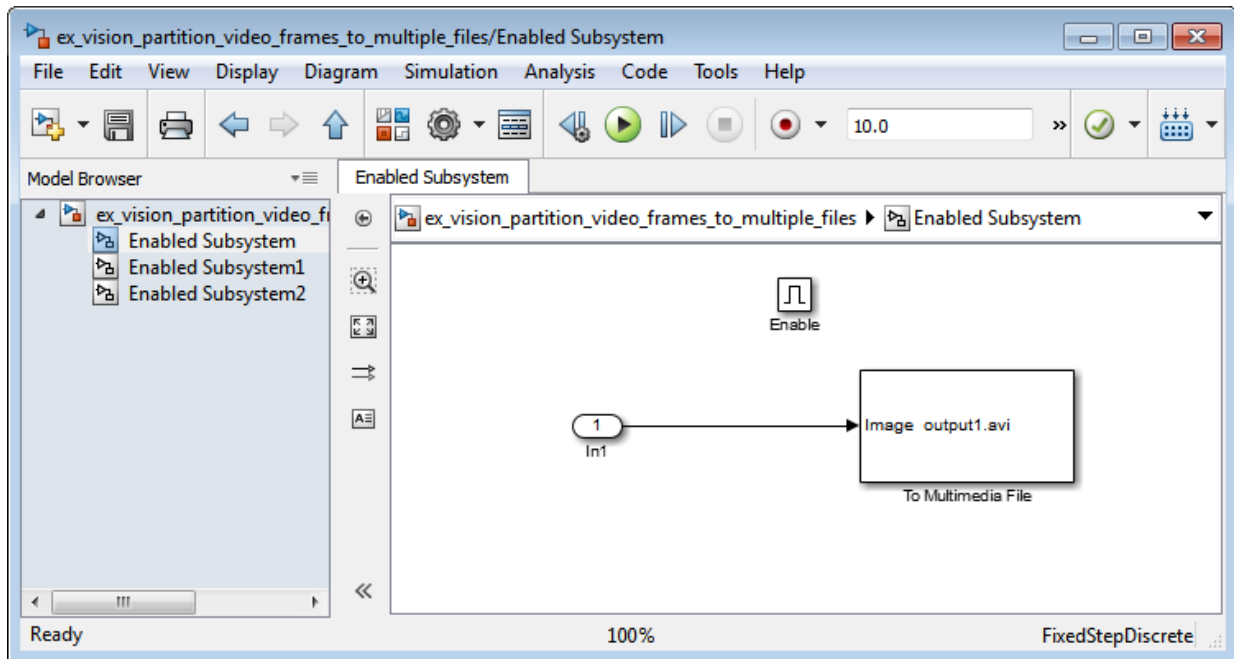 ex_vision_partition_video_frames_to_multiple_files/Enabled Subsystem
File Edit View Display Diagram Simulation Analysis Code Tools Help
10.0 »
Model Browser
Enabled Subsystem
ex_vision_partition_video_fr
Enabled Subsystem
Enabled Subsystem1
Enabled Subsystem2
ex_vision_partition_video_frames_to_multiple_files Enabled Subsystem
Enable
1
In1
Image output1.avi
To Multimedia File
Ready 100% FixedStepDiscrete